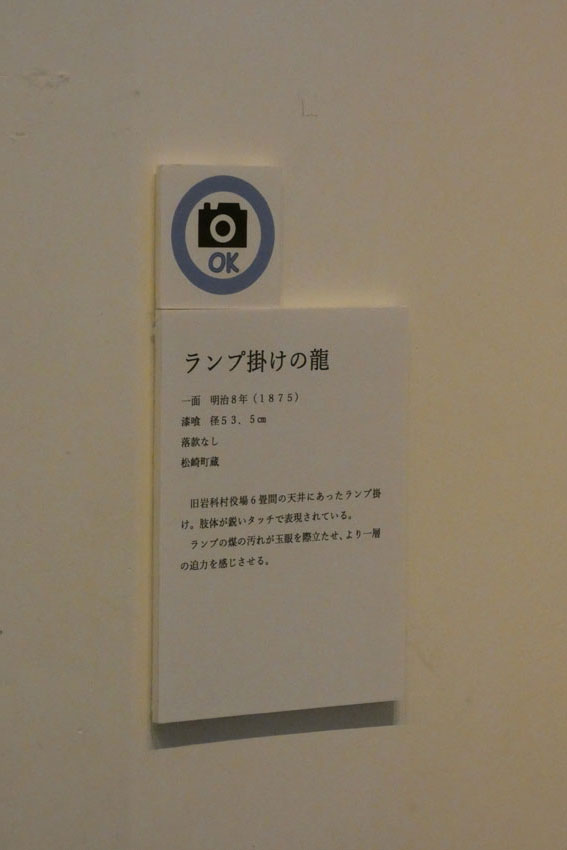 OK
ランプ掛けの龍
一面　明治8年（1875）
漆喰　径53．5㎝
落款なし
松崎町蔵
旧岩科村役場6畳間の天井にあったランプ掛
け。肢体が鋭いタッチで表現されている。
ランプの煤の汚れが玉眼を際立たせ、より一層
の迫力を感じさせる。